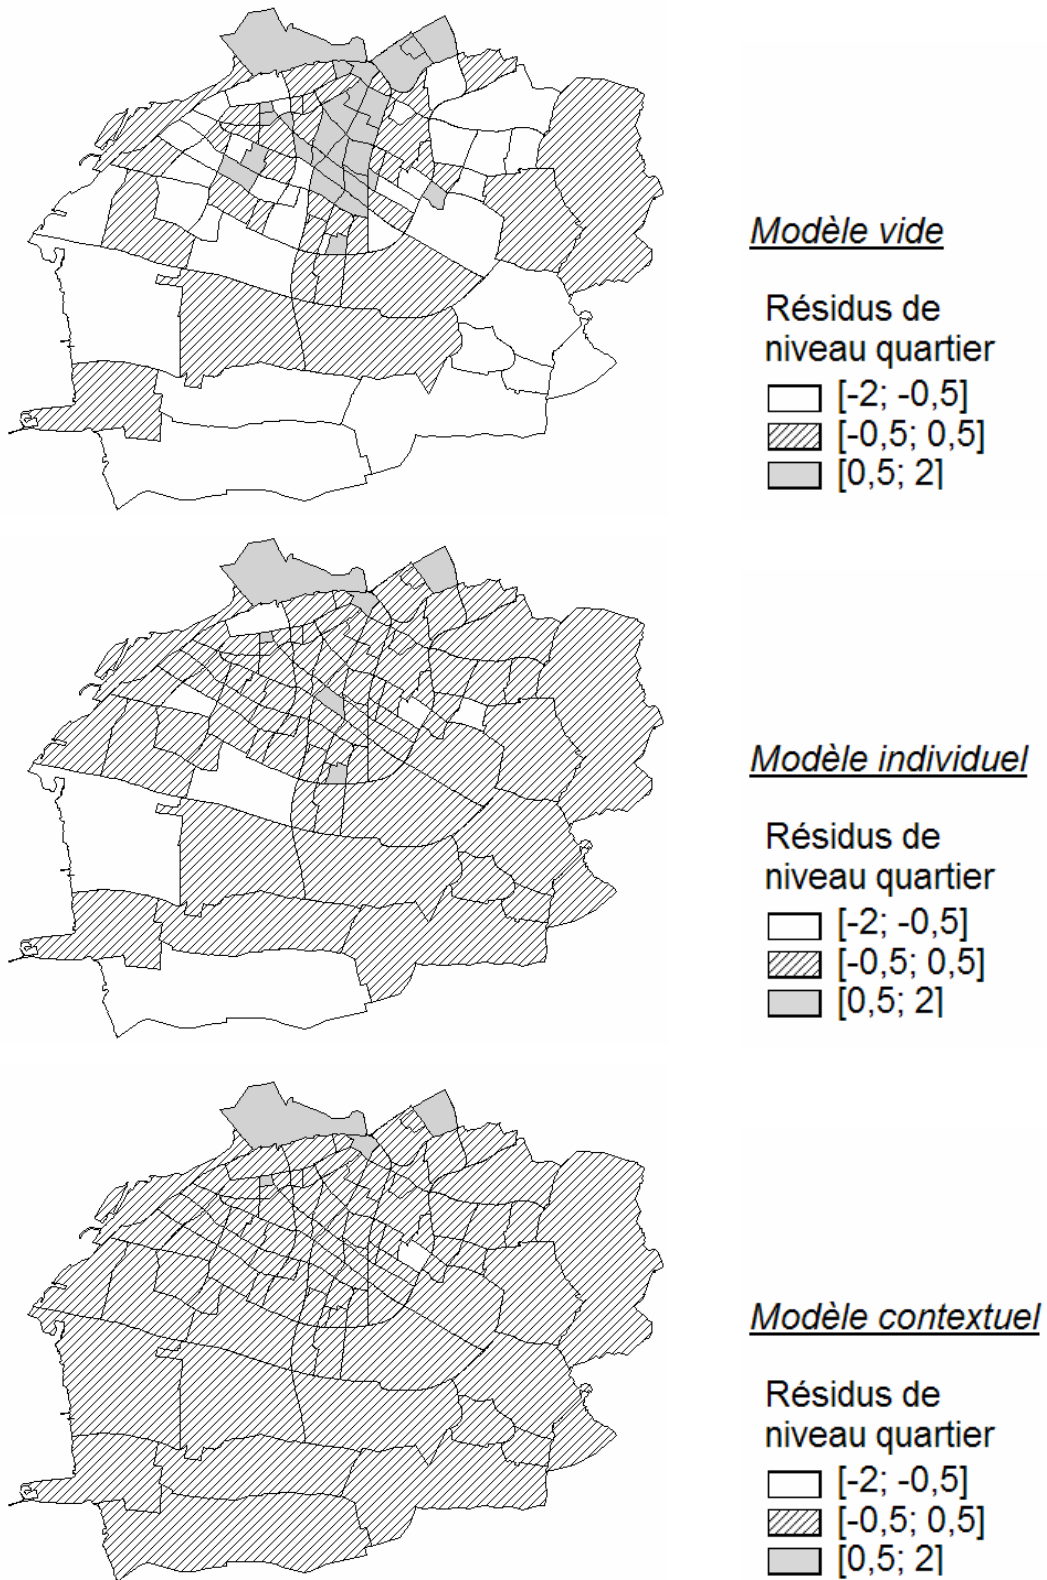 Modèle vide
Résidus de
niveau quartier
[-2; -0,5]
[-0,5; 0,5]
[0,5; 2]
Modèle individuel
Résidus de
niveau quartier
[-2; -0,5]
[-0,5; 0,5]
[0,5; 2]
Modèle contextuel
Résidus de
niveau quartier
[-2; -0,5]
[-0,5; 0,5]
[0,5; 2]